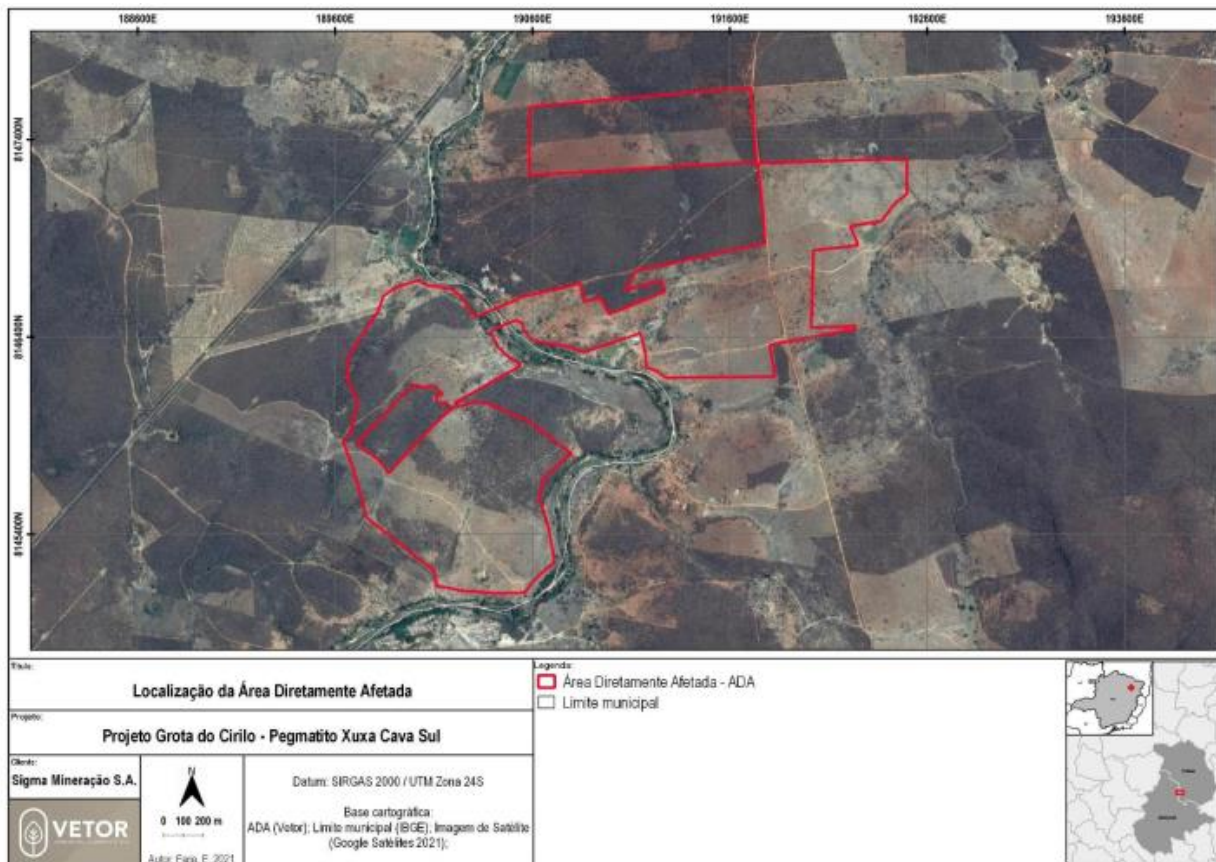 188600E 189600E 190600E 191600E 192600E 193600E
8147400N
8146400N
8145400N
Título:
Localização da Área Diretamente Afetada
Projeto:
Projeto Grota do Cirilo - Pegmatito Xuxa Cava Sul
Cliente:
Sigma Mineração S.A.
VETOR
N
0 100 200 m
Autor: Faria, F. 2021
Datum: SIRGAS 2000 / UTM Zona 24S
Base cartográfica:
ADA (Vetor); Limite municipal (IBGE); Imagem de Satélite
(Google Satélites 2021);
Legenda:
Área Diretamente Afetada - ADA
Limite municipal